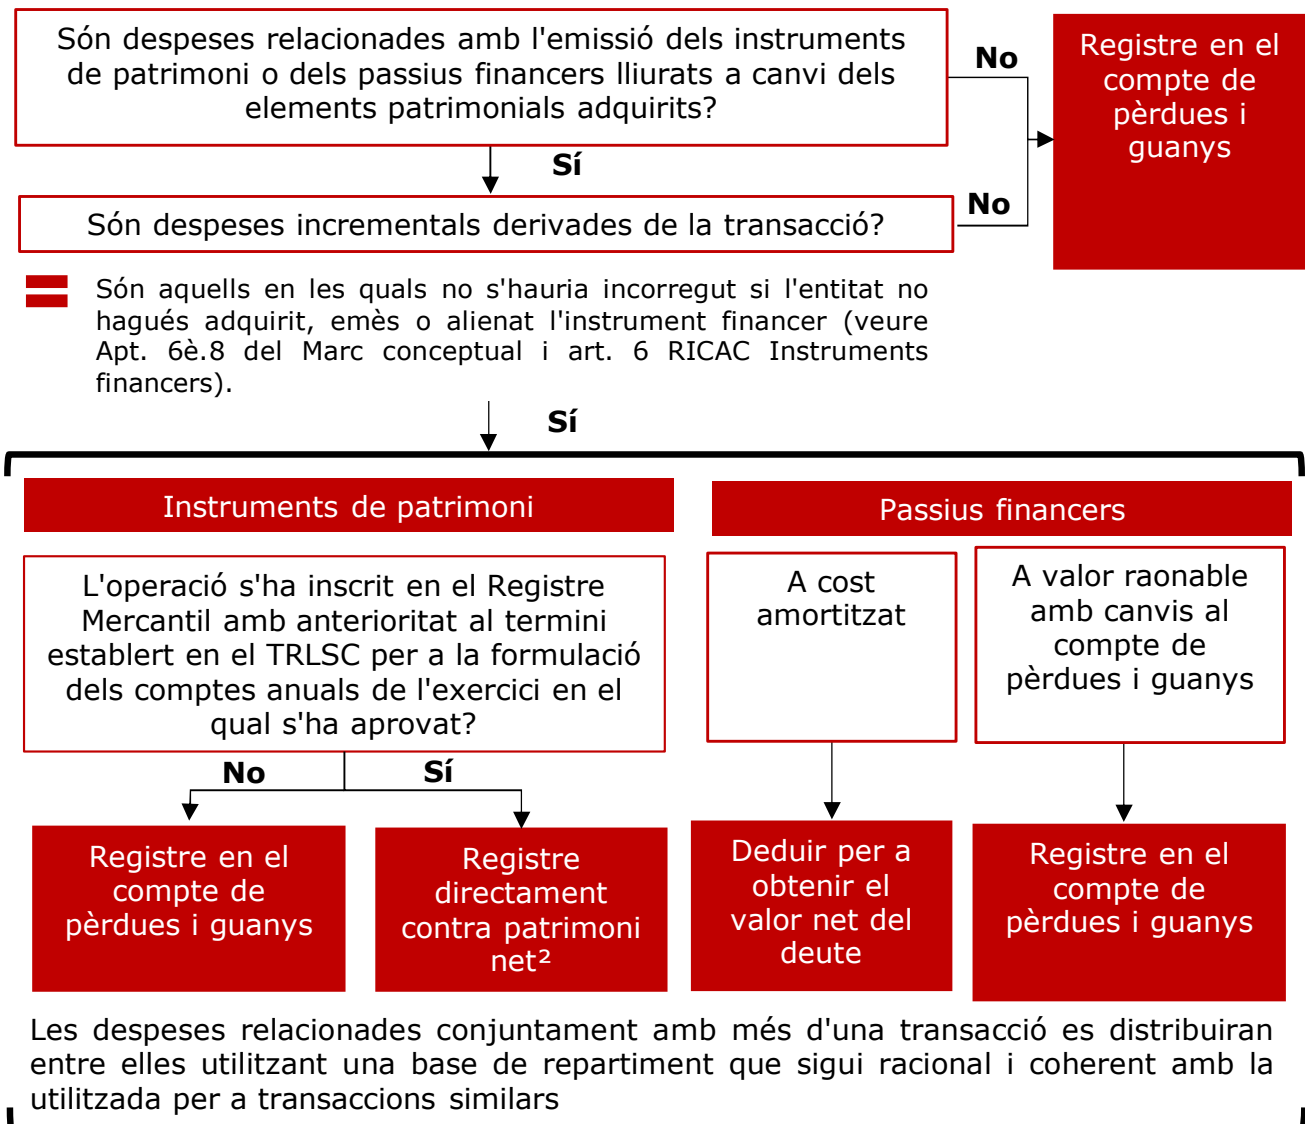 Són despeses relacionades amb l'emissió dels instruments
de patrimoni o dels passius financers lliurats a canvi dels
elements patrimonials adquirits?
No
Registre en el
compte de
pèrdues i
guanys
Sí
Són despeses incrementals derivades de la transacció?
No
Són aquells en les quals no s'hauria incorregut si l'entitat no
hagués adquirit, emès o alienat l'instrument financer (veure
Apt. 6è.8 del Marc conceptual i art. 6 RICAC Instruments
financers).
Sí
Instruments de patrimoni
L'operació s'ha inscrit en el Registre
Mercantil amb anterioritat al termini
establert en el TRLSC per a la formulació
dels comptes anuals de l'exercici en el
qual s'ha aprovat?
No
Sí
Registre en el
compte de
pèrdues i guanys
Registre
directament
contra patrimoni
net²
Passius financers
A cost
amortitzat
A valor raonable
amb canvis al
compte de
pèrdues i guanys
Deduir per a
obtenir el
valor net del
deute
Registre en el
compte de
pèrdues i guanys
Les despeses relacionades conjuntament amb més d'una transacció es distribuiran
entre elles utilitzant una base de repartiment que sigui racional i coherent amb la
utilitzada per a transaccions similars